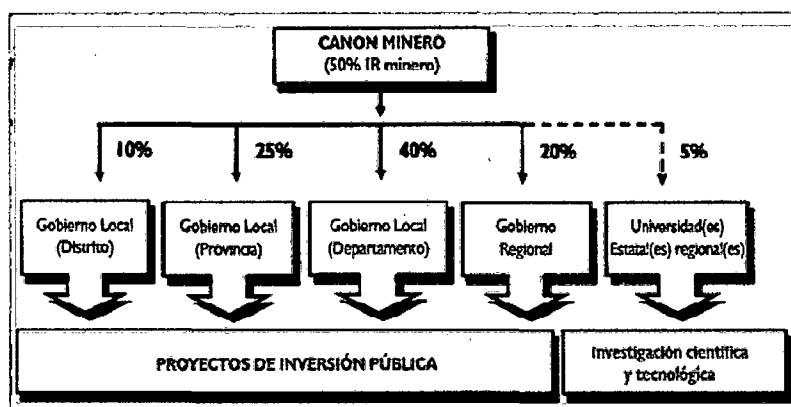 CANON MINERO
(50% IR minero)
10%
25%
40%
20%
5%
Gobierno Local
(Distrito)
Gobierno Local
(Provincia)
Gobierno Local
(Departamento)
Gobierno
Regional
Universidad(es)
Estatal(es) regional(es)
PROYECTOS DE INVERSIÓN PÚBLICA
Investigación científica
y tecnológica